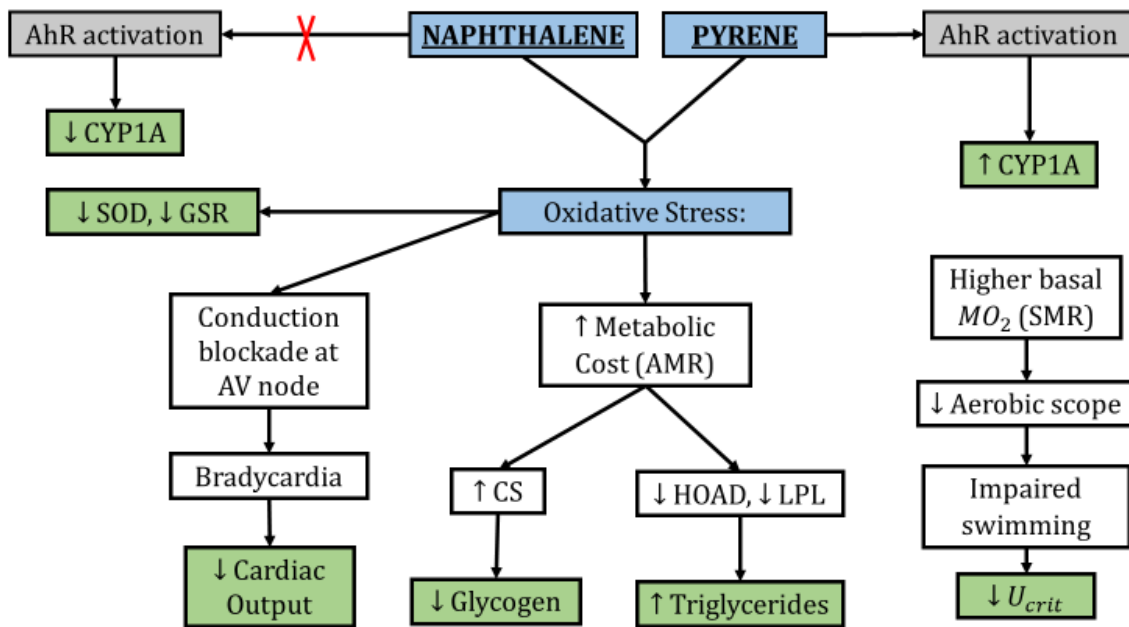 AhR activation
NAPHTHALENE
PYRENE
AhR activation
↓ CYP1A
↑ CYP1A
↓ SOD, ↓ GSR
Oxidative Stress:
Conduction
blockade at
AV node
↑ Metabolic
Cost (AMR)
Higher basal
MO₂ (SMR)
↓ Aerobic scope
Bradycardia
↑ CS
↓ HOAD, ↓ LPL
Impaired
swimming
↓ Cardiac
Output
↓ Glycogen
↑ Triglycerides
↓ U_crit